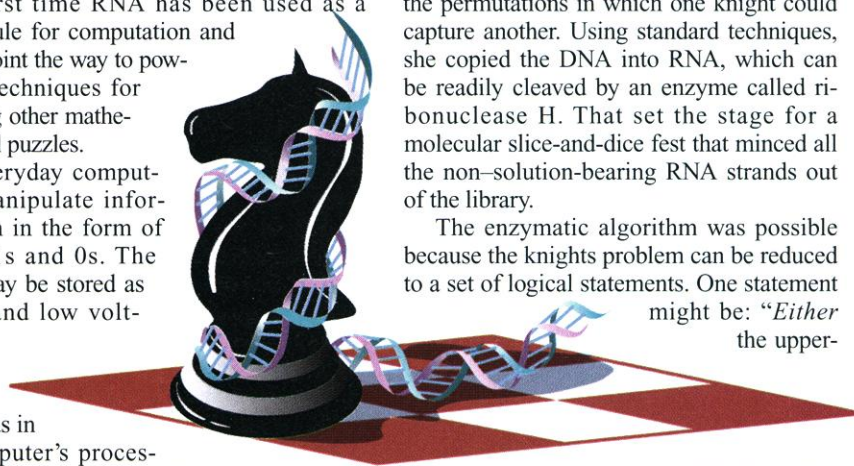 rst time RNA has been used as a
ule for computation and
oint the way to pow-
echniques for
g other mathe-
l puzzles.
eryday comput-
anipulate infor-
n in the form of
s and 0s. The
ay be stored as
und low volt-
s in
puter's proces-
the permutations in which one knight could
capture another. Using standard techniques,
she copied the DNA into RNA, which can
be readily cleaved by an enzyme called ri-
bonuclease H. That set the stage for a
molecular slice-and-dice fest that minced all
the non–solution-bearing RNA strands out
of the library.
The enzymatic algorithm was possible
because the knights problem can be reduced
to a set of logical statements. One statement
might be: “Either
the upper-